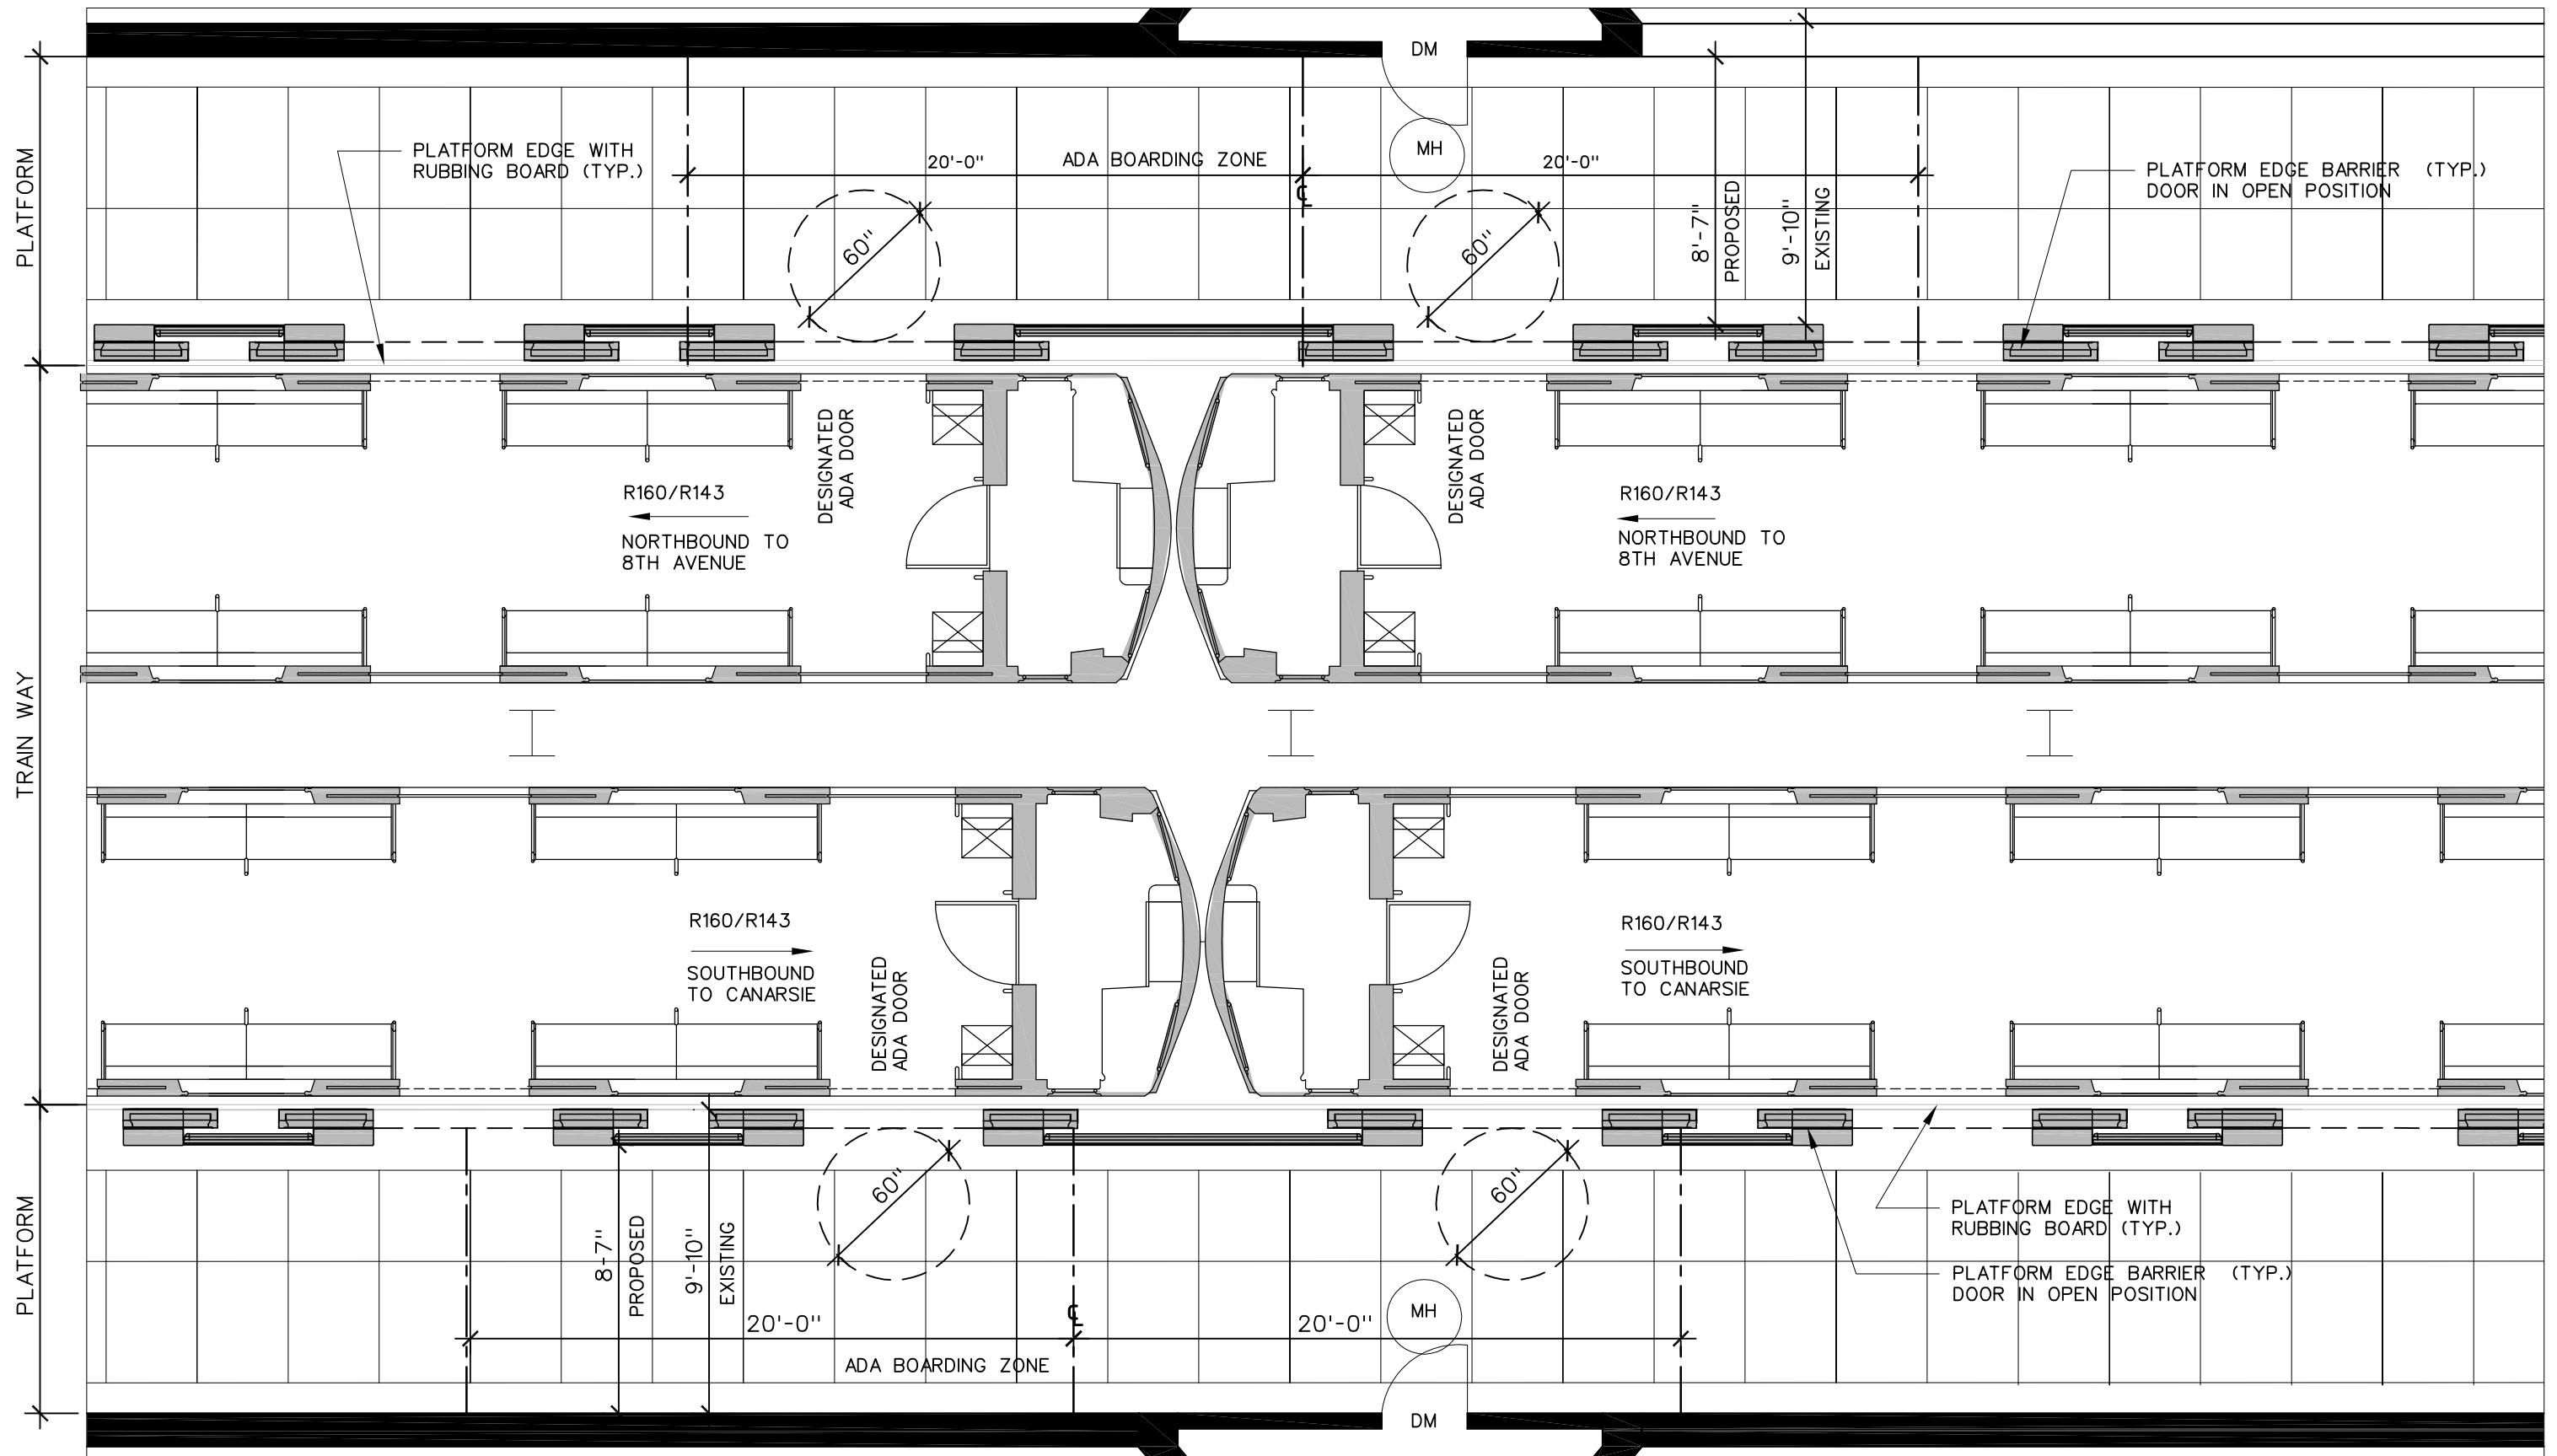 DM
PLATFORM
PLATFORM EDGE WITH
RUBBING BOARD (TYP.)
20'-0"
ADA BOARDING ZONE
MH
20'-0"
PLATFORM EDGE BARRIER (TYP.)
DOOR IN OPEN POSITION
℄
60"
60"
8'-7"
PROPOSED
9'-10"
EXISTING
DESIGNATED
ADA DOOR
DESIGNATED
ADA DOOR
R160/R143
NORTHBOUND TO
8TH AVENUE
R160/R143
NORTHBOUND TO
8TH AVENUE
TRAIN WAY
R160/R143
SOUTHBOUND
TO CANARSIE
DESIGNATED
ADA DOOR
R160/R143
SOUTHBOUND
TO CANARSIE
DESIGNATED
ADA DOOR
PLATFORM
8-7"
PROPOSED
9'-10"
EXISTING
60"
60"
PLATFORM EDGE WITH
RUBBING BOARD (TYP.)
PLATFORM EDGE BARRIER (TYP.)
DOOR IN OPEN POSITION
20'-0"
℄
20'-0"
MH
ADA BOARDING ZONE
DM